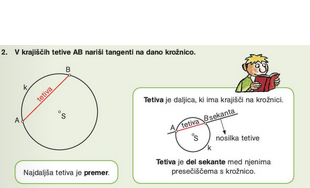 2. V krajiščih tetive AB nariši tangenti na dano krožnico.
B
k
tetiva
A
S
Najdaljša tetiva je premer.
Tetiva je daljica, ki ima krajišči na krožnici.
A tetiva B sekanta
S
nosilka tetive
k
Tetiva je del sekante med njenima
presečiščema s krožnico.